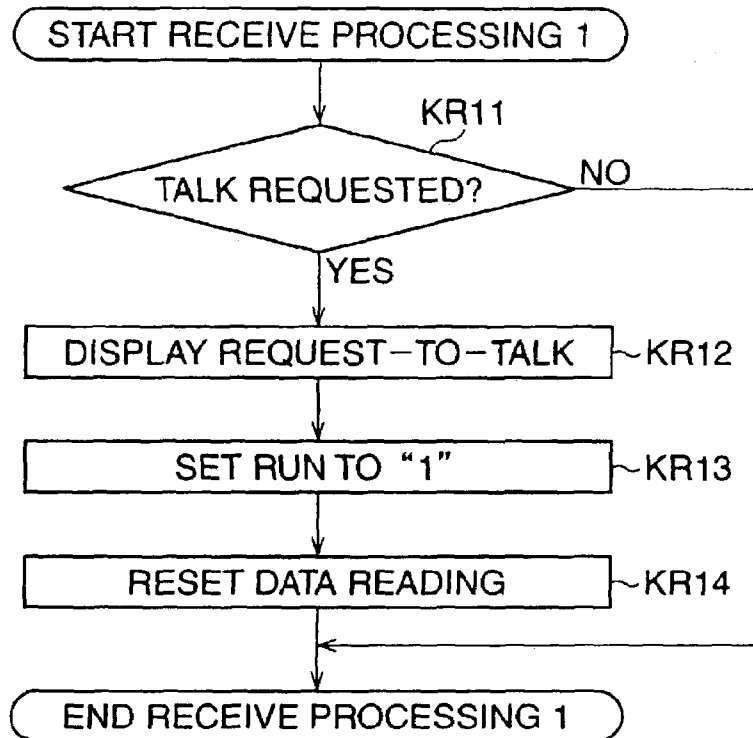 START RECEIVE PROCESSING 1
KR11
TALK REQUESTED?
NO
YES
DISPLAY REQUEST-TO-TALK
KR12
SET RUN TO “1”
KR13
RESET DATA READING
KR14
END RECEIVE PROCESSING 1